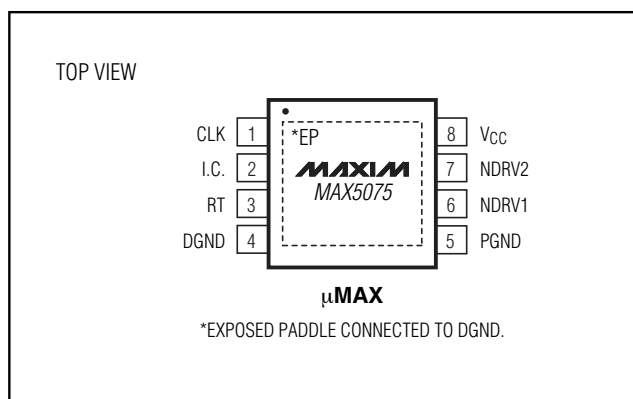 TOP VIEW
CLK 1 *EP 8 VCC
I.C. 2 MAXIM 7 NDRV2
MAX5075
RT 3 6 NDRV1
DGND 4 5 PGND
μMAX
*EXPOSED PADDLE CONNECTED TO DGND.